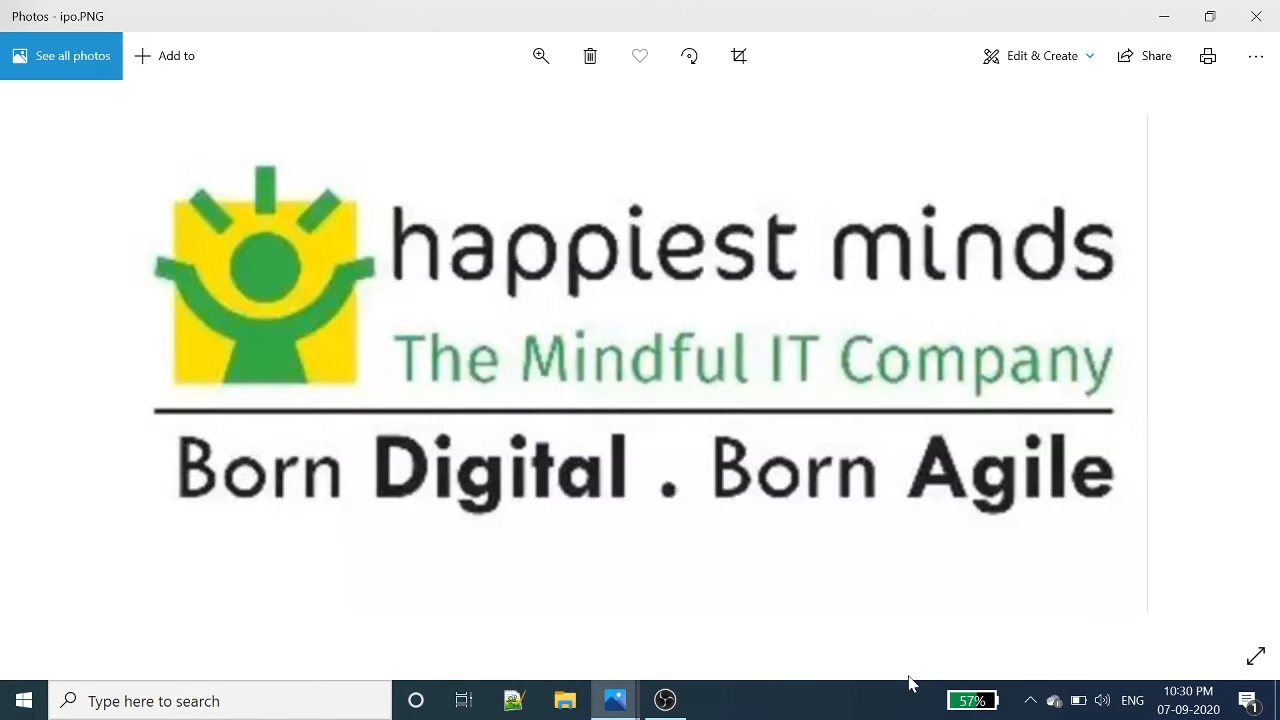 Photos - ipo.PNG
See all photos
Add to
Edit & Create
Share
happiest minds
The Mindful IT Company
Born Digital . Born Agile
Type here to search
57%
ENG
10:30 PM
07-09-2020
1